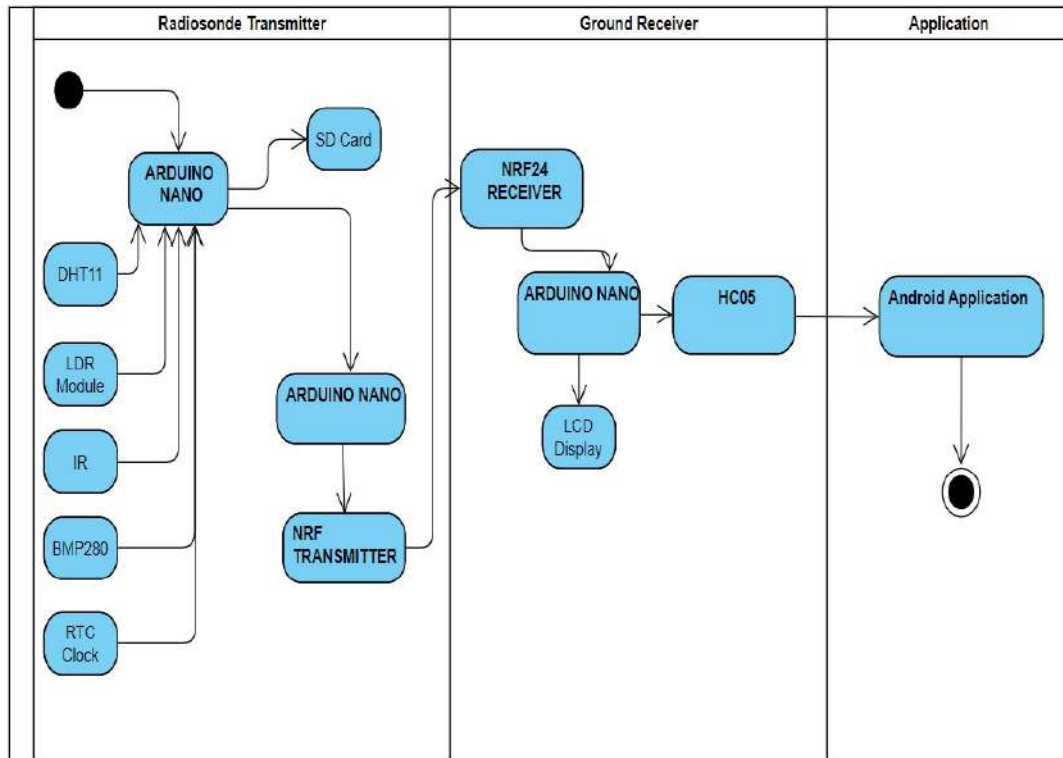 Radiosonde Transmitter
Ground Receiver
Application
SD Card
ARDUINO
NANO
DHT11
LDR
Module
IR
BMP280
RTC
Clock
ARDUINO NANO
NRF
TRANSMITTER
NRF24
RECEIVER
ARDUINO NANO
HC05
LCD
Display
Android Application